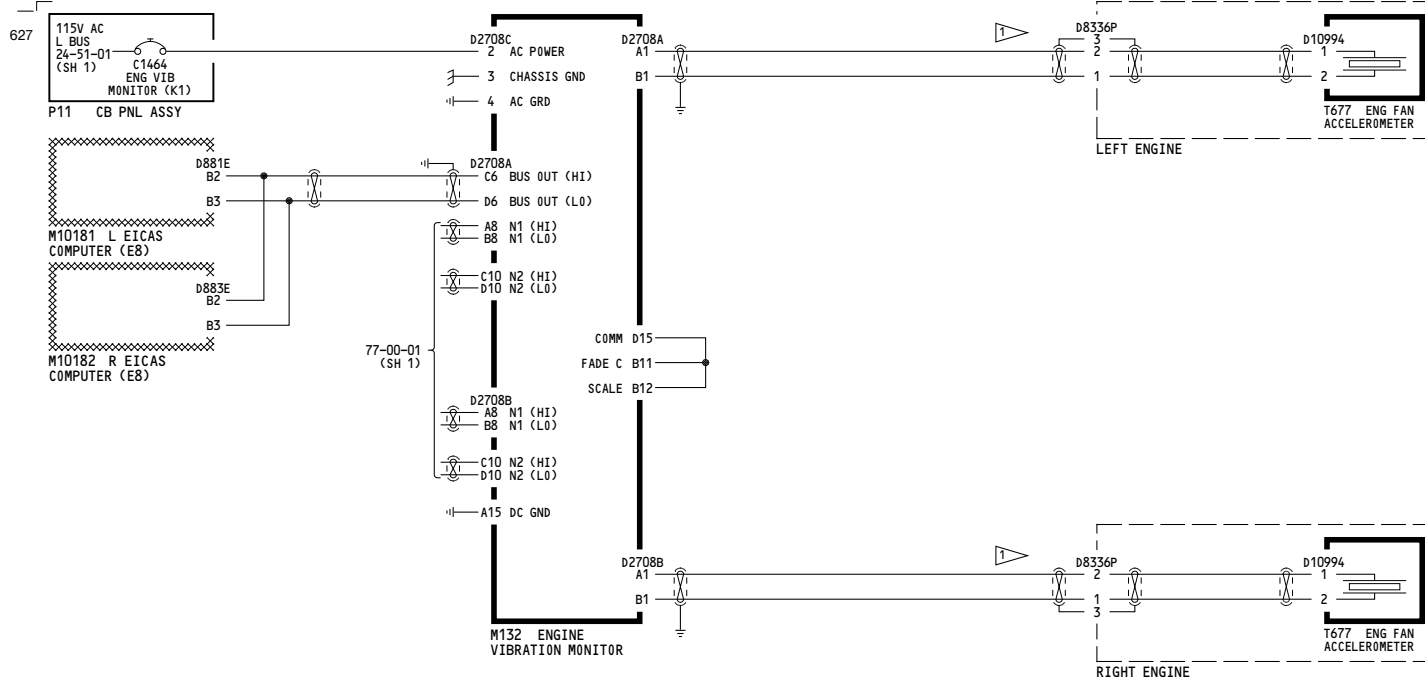 627
115V AC
L BUS
24-51-01
(SH 1)
C1464
ENG VIB
MONITOR (K1)
P11 CB PNL ASSY
D881E
B2
B3
M10181 L EICAS
COMPUTER (E8)
D883E
B2
B3
M10182 R EICAS
COMPUTER (E8)
77-00-01
(SH 1)
D2708C
2 AC POWER
3 CHASSIS GND
4 AC GRD
D2708A
C6 BUS OUT (HI)
D6 BUS OUT (LO)
A8 N1 (HI)
B8 N1 (LO)
C10 N2 (HI)
D10 N2 (LO)
D2708B
A8 N1 (HI)
B8 N1 (LO)
C10 N2 (HI)
D10 N2 (LO)
A15 DC GND
D2708A
A1
B1
COMM D15
FADE C B11
SCALE B12
D2708B
A1
B1
M132 ENGINE
VIBRATION MONITOR
1
D8336P
3
2
1
D10994
1
2
T677 ENG FAN
ACCELEROMETER
LEFT ENGINE
1
D8336P
2
1
3
D10994
1
2
T677 ENG FAN
ACCELEROMETER
RIGHT ENGINE